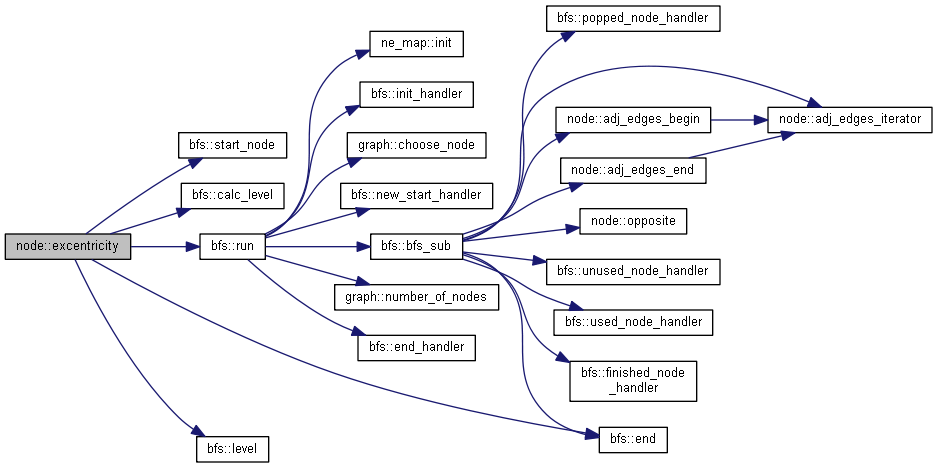 bfs::popped_node_handler
ne_map::init
bfs::init_handler
node::adj_edges_begin
node::adj_edges_iterator
bfs::start_node
graph::choose_node
node::adj_edges_end
bfs::calc_level
bfs::new_start_handler
node::opposite
node::excentricity
bfs::run
bfs::bfs_sub
bfs::unused_node_handler
graph::number_of_nodes
bfs::used_node_handler
bfs::end_handler
bfs::finished_node
_handler
bfs::level
bfs::end